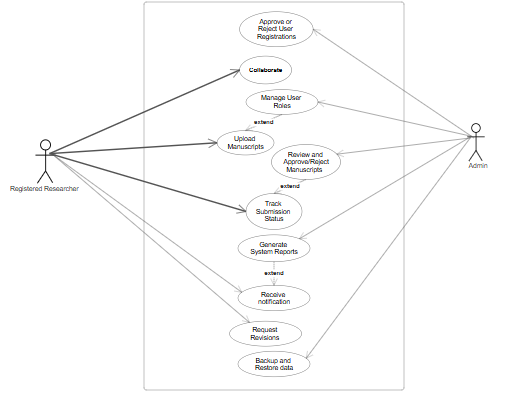 Approve or
Reject User
Registrations
Collaborate
Manage User
Roles
extend
Upload
Manuscripts
Review and
Approve/Reject
Manuscripts
Admin
Registered Researcher
extend
Track
Submission
Status
Generate
System Reports
extend
Receive
notification
Request
Revisions
Backup and
Restore data